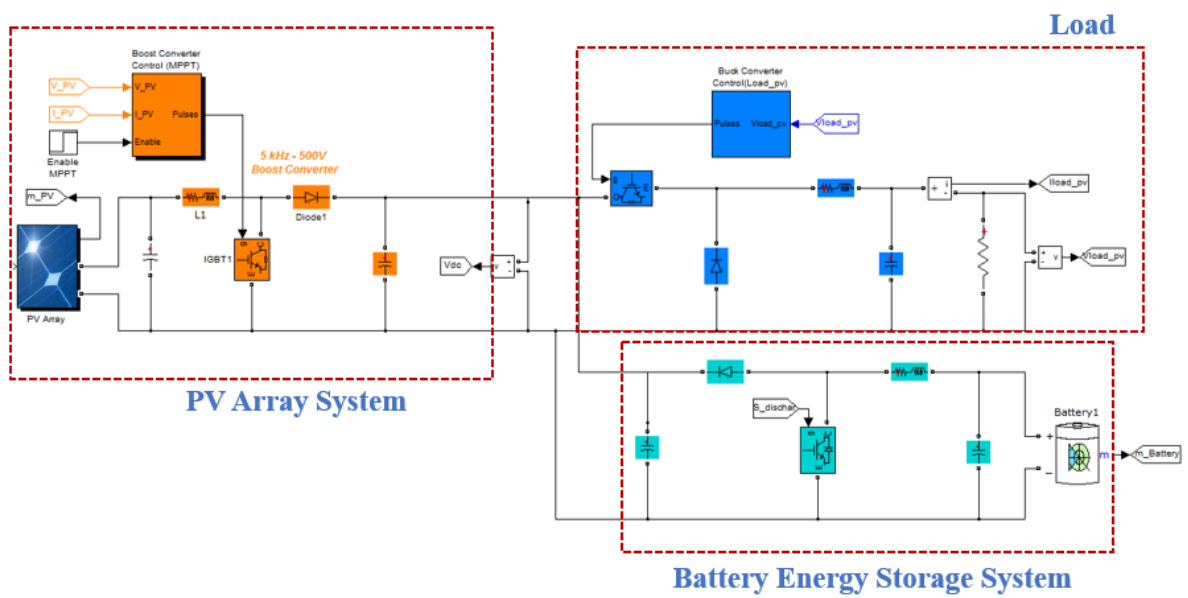 Load
Boost Converter
Control (MPPT)
V_PV
V_PV
I_PV
I_PV
Pulses
Enable
Enable
MPPT
m_PV
5 kHz - 500V
Boost Converter
L1
Diode1
g
C
E
IGBT1
PV Array
Vdc
+
-
v
Buck Converter
Control(Load_pv)
Pulses
Vload_pv
Vload_pv
g
C
E
+
-
i
Iload_pv
+
-
v
Vload_pv
PV Array System
S_dischar
g
C
E
Battery1
+
m
_
m_Battery
Battery Energy Storage System